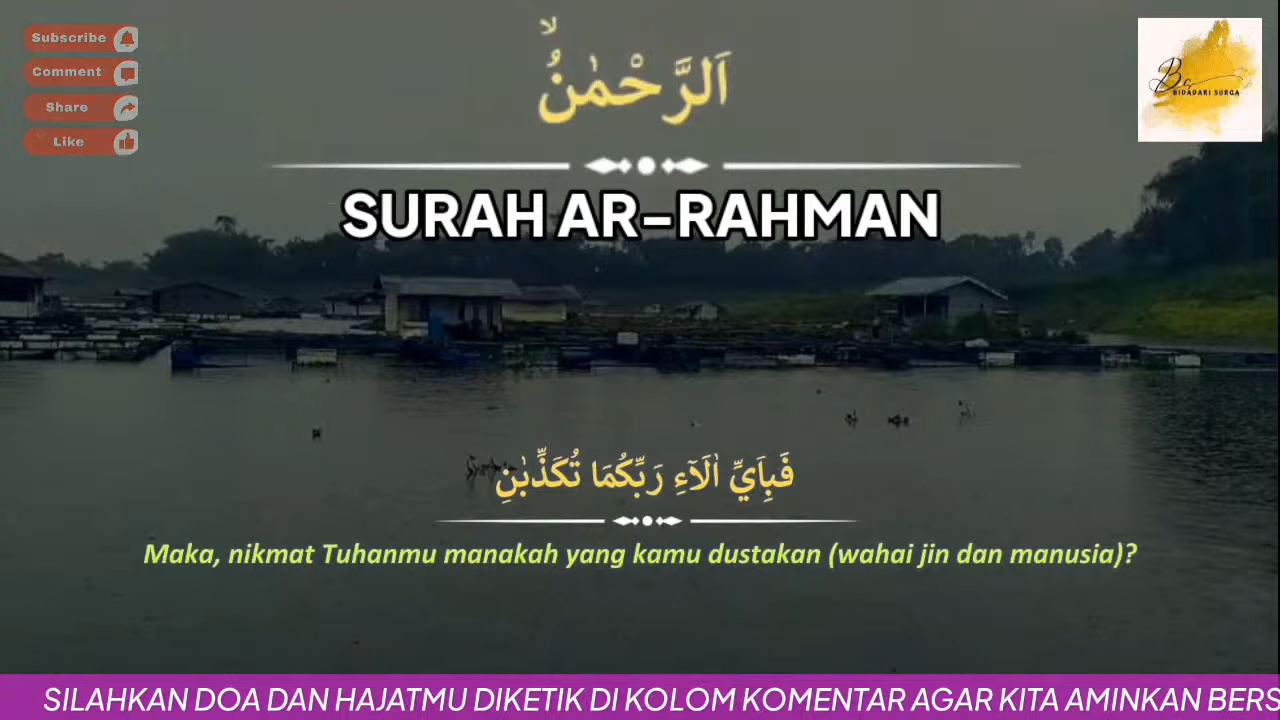 Subscribe
Comment
Share
Like
اَلرَّحْمٰنُۙ
SURAH AR-RAHMAN
BIDADARI SURGA
فَبِاَيِّ اٰلَاۤءِ رَبِّكُمَا تُكَذِّبٰنِ
Maka, nikmat Tuhanmu manakah yang kamu dustakan (wahai jin dan manusia)?
SILAHKAN DOA DAN HAJATMU DIKETIK DI KOLOM KOMENTAR AGAR KITA AMINKAN BERS